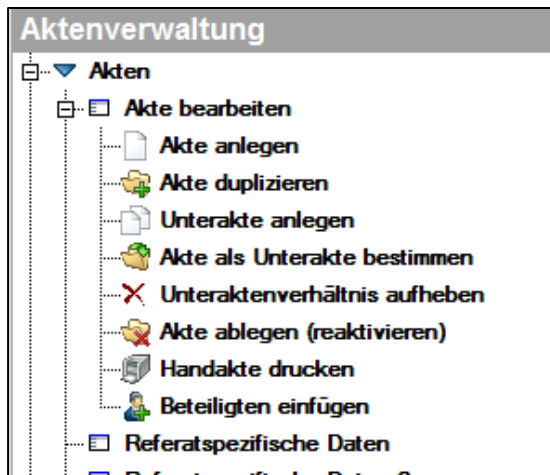 Aktenverwaltung
Akten
Akte bearbeiten
Akte anlegen
Akte duplizieren
Unterakte anlegen
Akte als Unterakte bestimmen
Unteraktenverhältnis aufheben
Akte ablegen (reaktivieren)
Handakte drucken
Beteiligten einfügen
Referatspezifische Daten